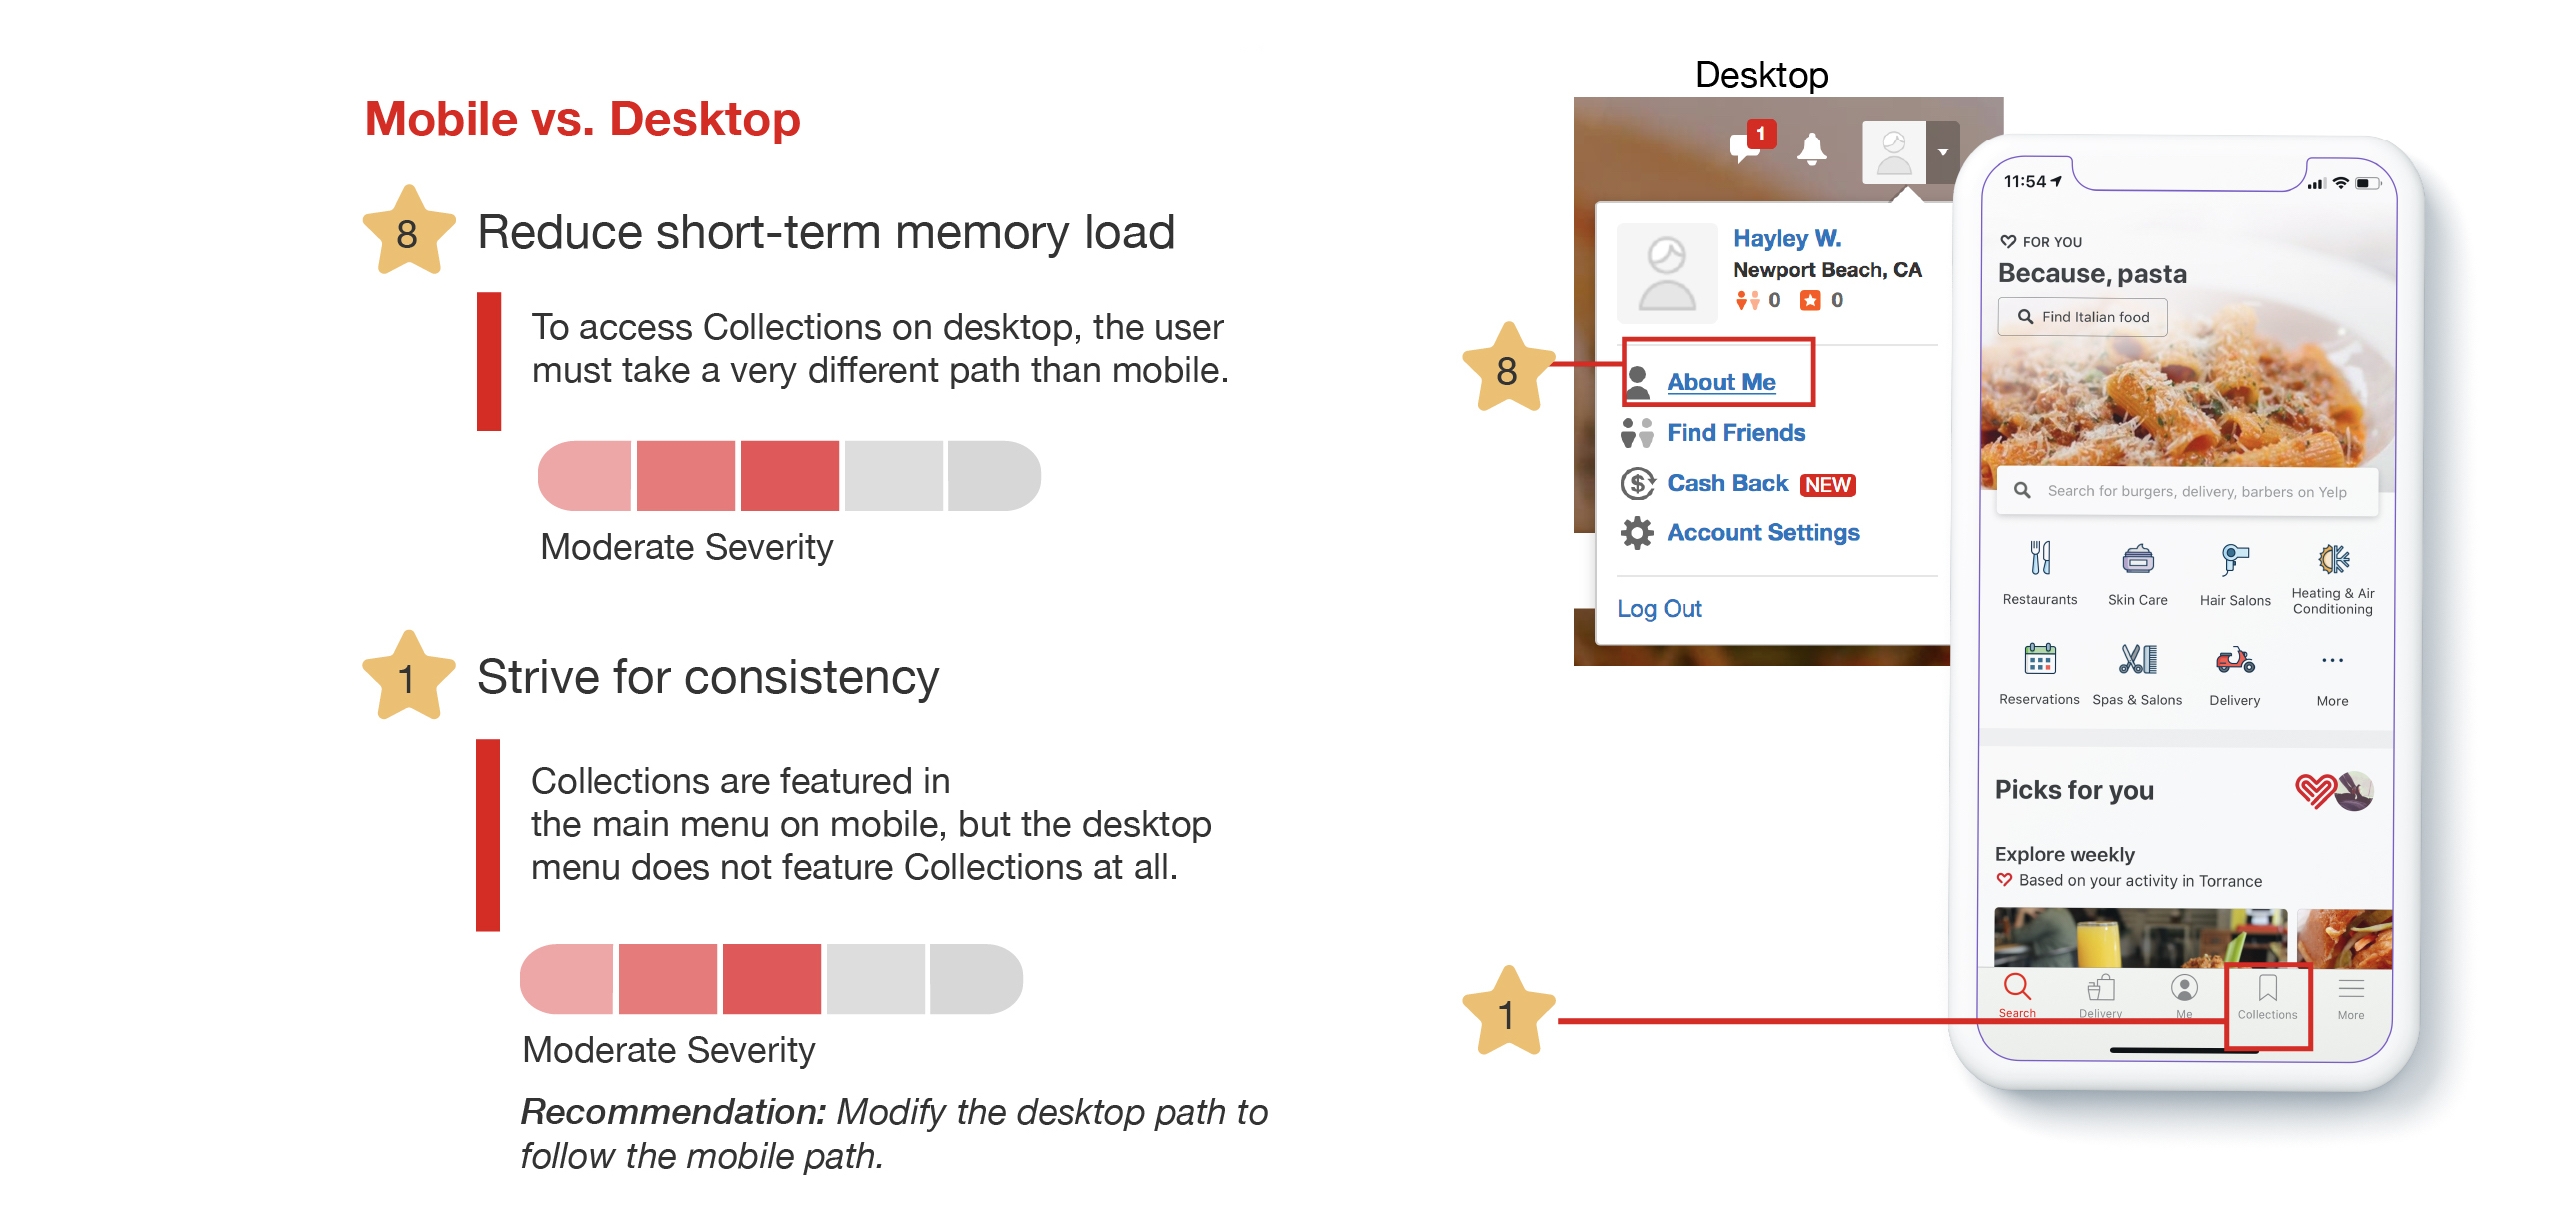 Mobile vs. Desktop
8
Reduce short-term memory load
To access Collections on desktop, the user
must take a very different path than mobile.
Moderate Severity
1
Strive for consistency
Collections are featured in
the main menu on mobile, but the desktop
menu does not feature Collections at all.
Moderate Severity
Recommendation: Modify the desktop path to
follow the mobile path.
Desktop
1
Hayley W.
Newport Beach, CA
0 0
8
About Me
Find Friends
Cash Back NEW
Account Settings
Log Out
1
11:54
FOR YOU
Because, pasta
Find Italian food
Search for burgers, delivery, barbers on Yelp
Restaurants Skin Care Hair Salons Heating & Air
Conditioning
Reservations Spas & Salons Delivery More
Picks for you
Explore weekly
Based on your activity in Torrance
Search Delivery Me Collections More